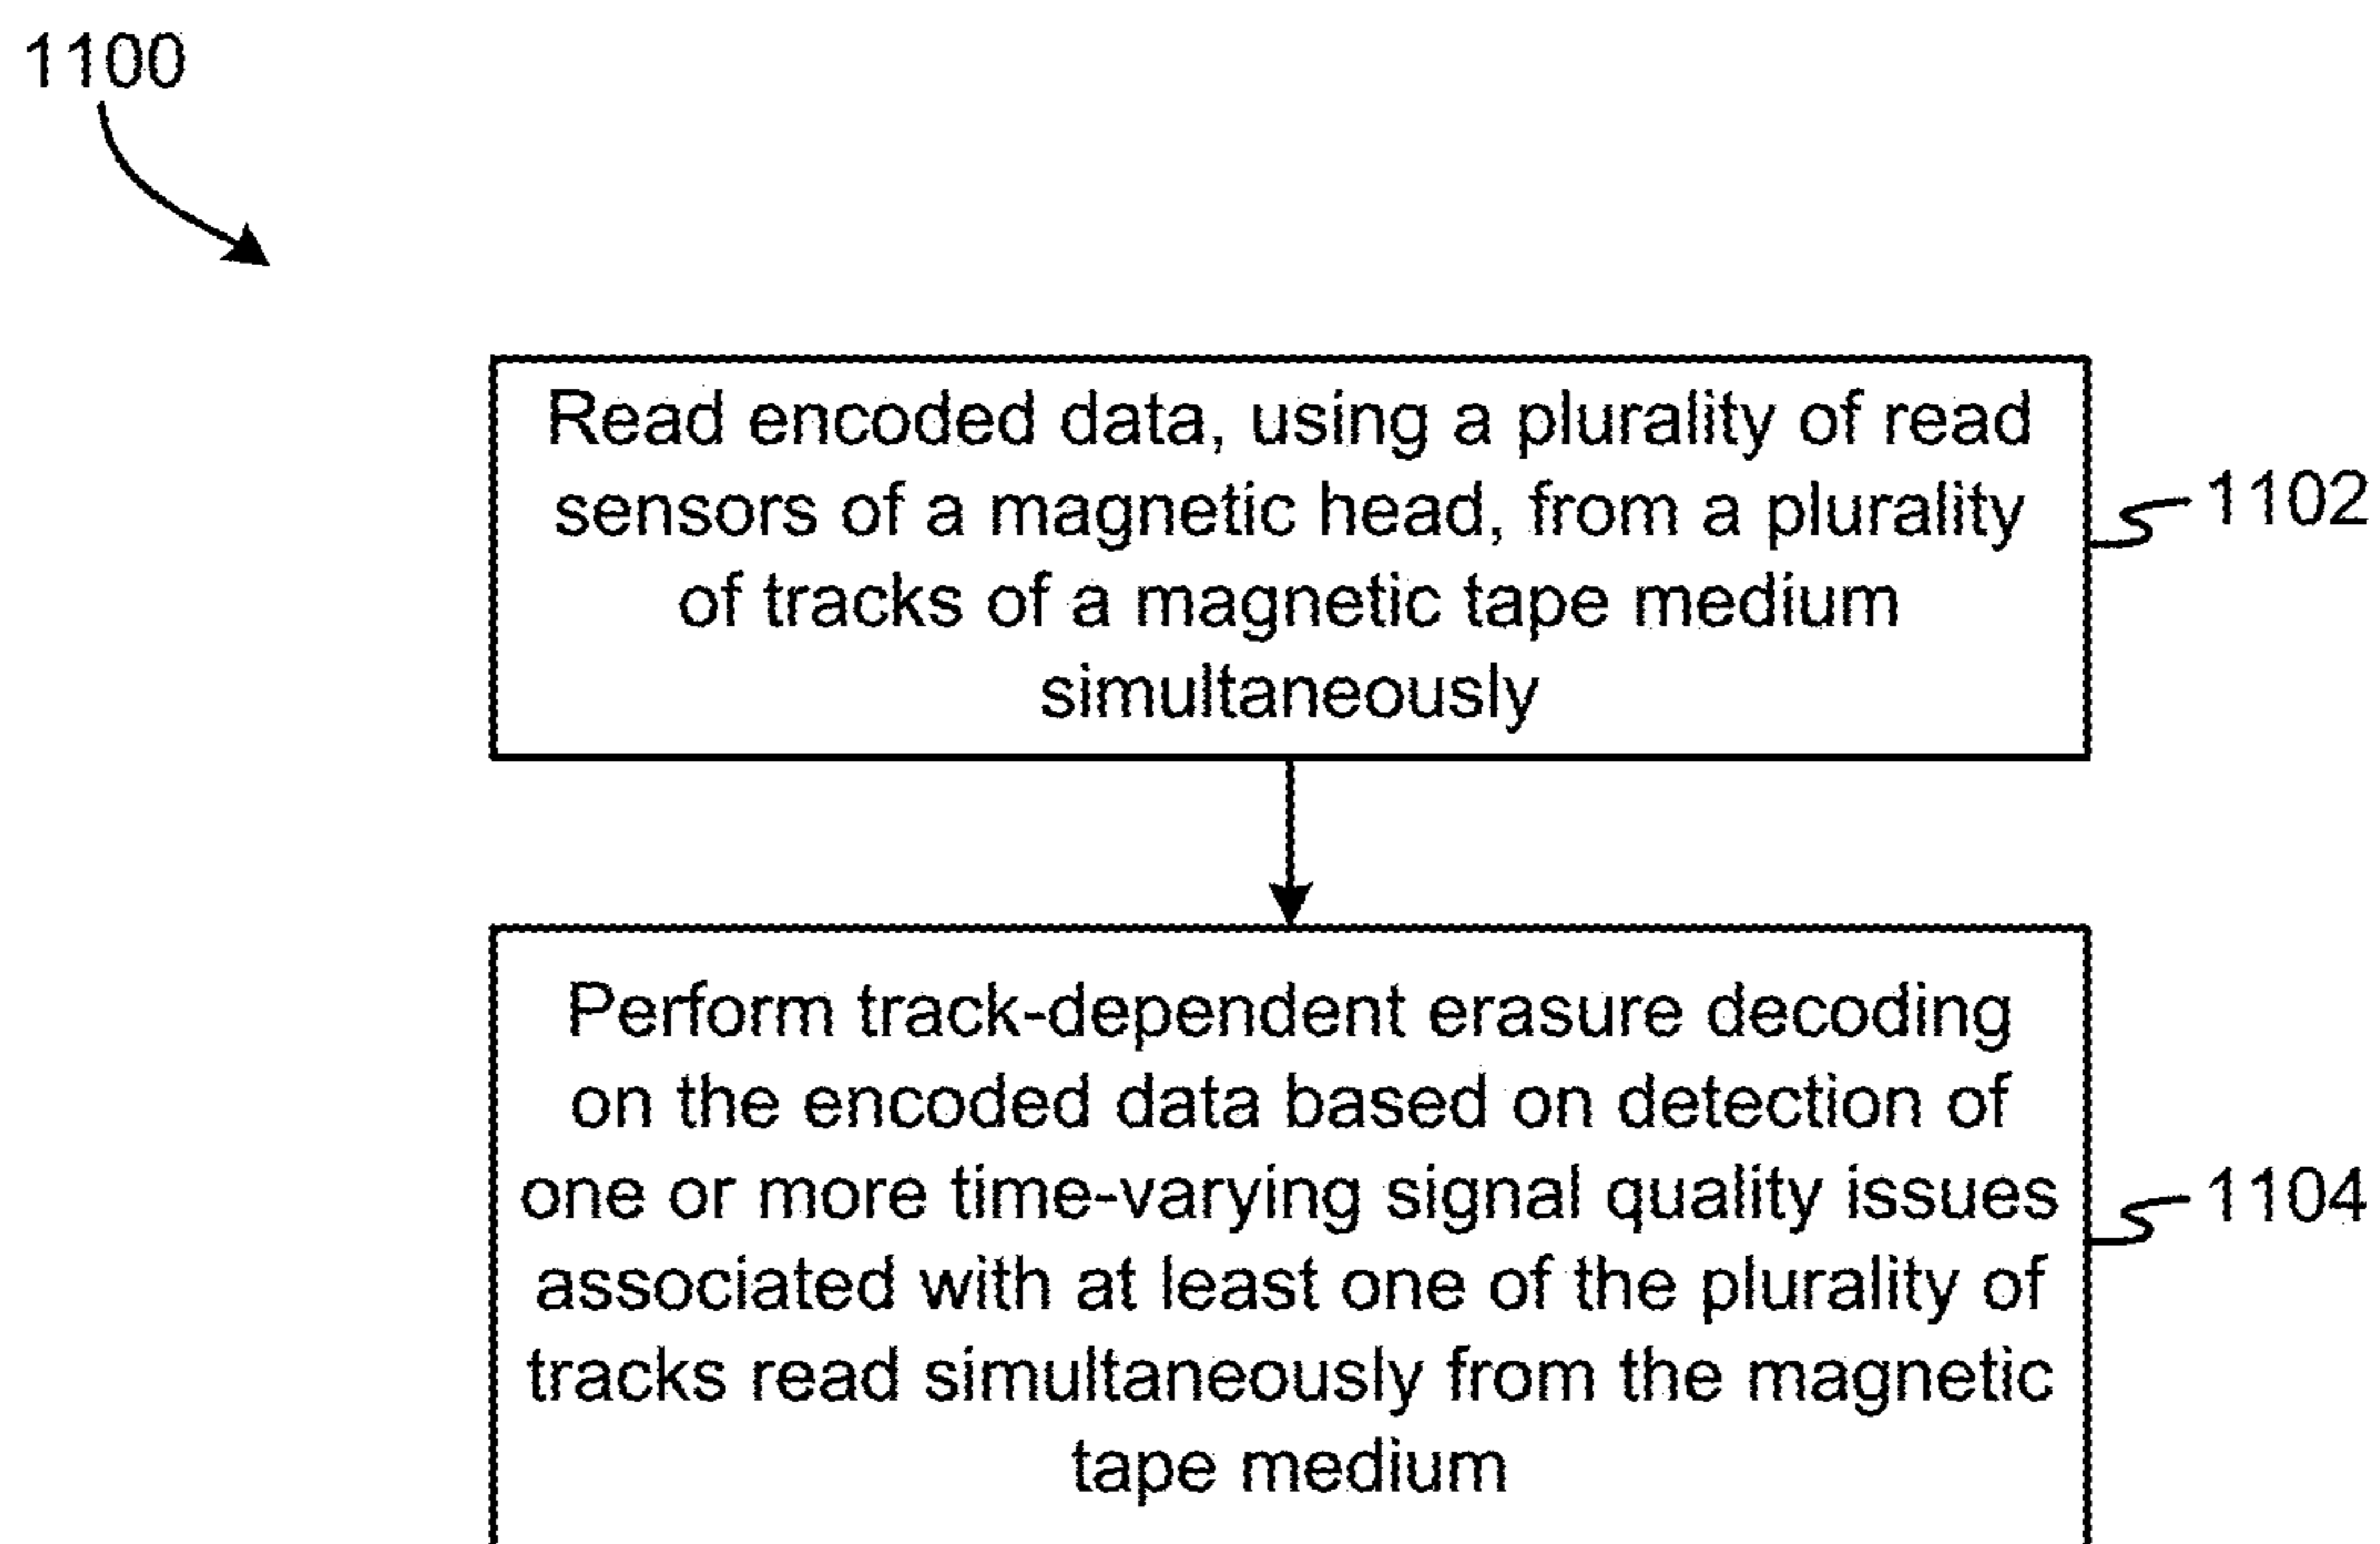 1100
Read encoded data, using a plurality of read
sensors of a magnetic head, from a plurality
of tracks of a magnetic tape medium
simultaneously
1102
Perform track-dependent erasure decoding
on the encoded data based on detection of
one or more time-varying signal quality issues
associated with at least one of the plurality of
tracks read simultaneously from the magnetic
tape medium
1104